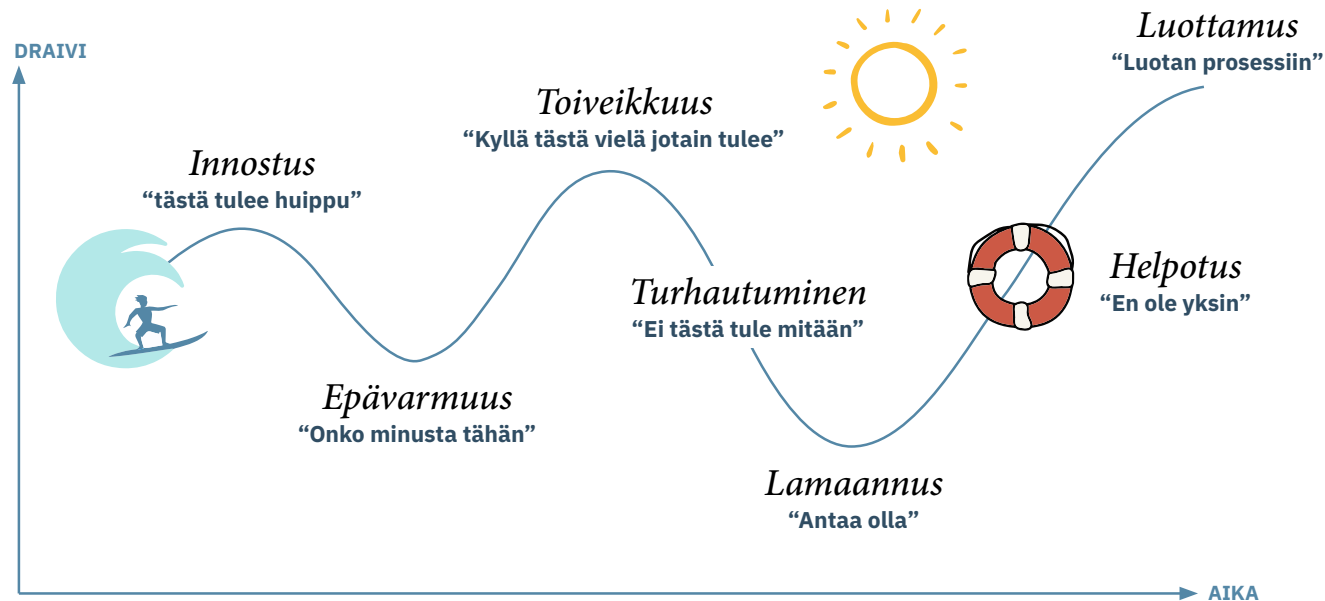 DRAIVI
Innostus
“tästä tulee huippu”
Epävarmuus
“Onko minusta tähän”
Toiveikkuus
“Kyllä tästä vielä jotain tulee”
Turhautuminen
“Ei tästä tule mitään”
Lamaannus
“Antaa olla”
Helpotus
“En ole yksin”
Luottamus
“Luotan prosessiin”
AIKA